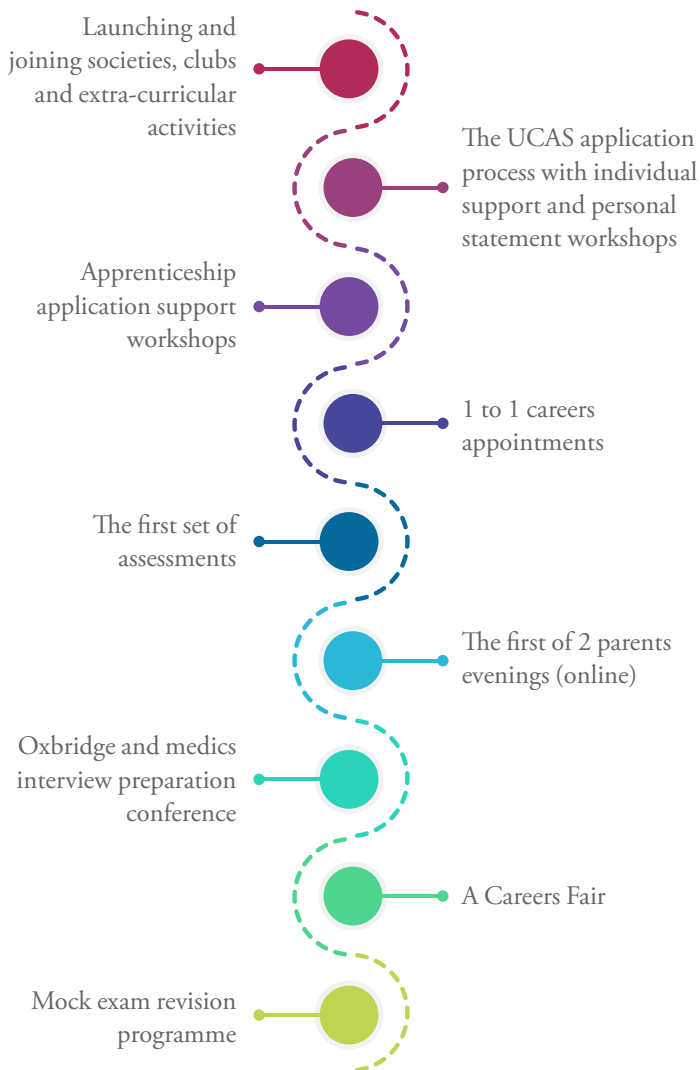 Launching and
joining societies, clubs
and extra-curricular
activities
The UCAS application
process with individual
support and personal
statement workshops
Apprenticeship
application support
workshops
1 to 1 careers
appointments
The first set of
assessments
The first of 2 parents
evenings (online)
Oxbridge and medics
interview preparation
conference
A Careers Fair
Mock exam revision
programme